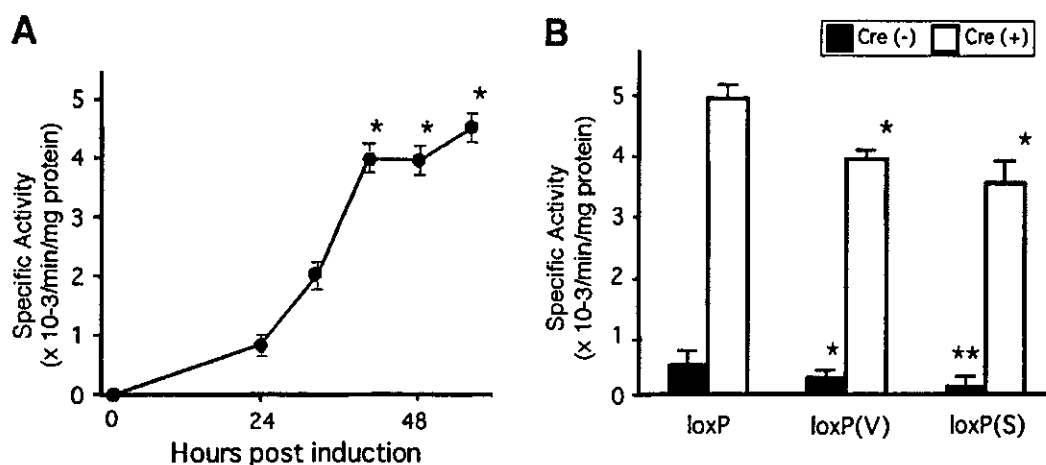 A
Specific Activity
(x 10-3/min/mg protein)
5
4
3
2
1
0
*
*
*
0
24
48
Hours post induction
B
Cre (-)
Cre (+)
Specific Activity
(x 10-3/min/mg protein)
5
4
3
2
1
0
*
*
*
**
loxP
loxP(V)
loxP(S)